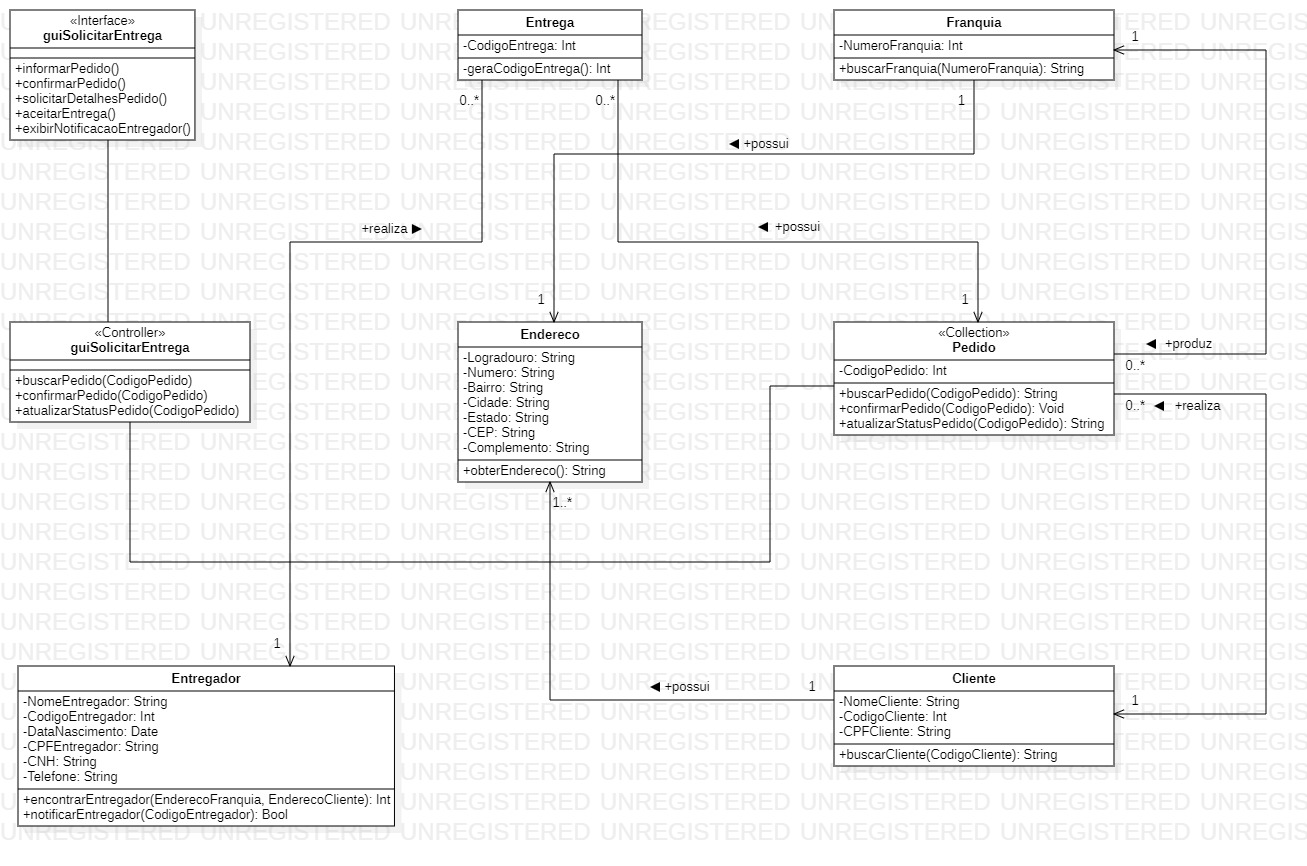 «Interface»
guiSolicitarEntrega
+informarPedido()
+confirmarPedido()
+solicitarDetalhesPedido()
+aceitarEntrega()
+exibirNotificacaoEntregador()
Entrega
-CodigoEntrega: Int
-geraCodigoEntrega(): Int
0..*
0..*
Franquia
-NumeroFranquia: Int
+buscarFranquia(NumeroFranquia): String
1
1
+possui
+realiza
+possui
1
1
«Controller»
guiSolicitarEntrega
+buscarPedido(CodigoPedido)
+confirmarPedido(CodigoPedido)
+atualizarStatusPedido(CodigoPedido)
Endereco
-Logradouro: String
-Numero: String
-Bairro: String
-Cidade: String
-Estado: String
-CEP: String
-Complemento: String
+obterEndereco(): String
1..*
«Collection»
Pedido
-CodigoPedido: Int
+buscarPedido(CodigoPedido): String
+confirmarPedido(CodigoPedido): Void
+atualizarStatusPedido(CodigoPedido): String
+produz
0..*
0..*
+realiza
1
Entregador
-NomeEntregador: String
-CodigoEntregador: Int
-DataNascimento: Date
-CPFEntregador: String
-CNH: String
-Telefone: String
+encontrarEntregador(EnderecoFranquia, EnderecoCliente): Int
+notificarEntregador(CodigoEntregador): Bool
+possui
1
Cliente
-NomeCliente: String
-CodigoCliente: Int
-CPFCliente: String
+buscarCliente(CodigoCliente): String
1
UNREGISTERED